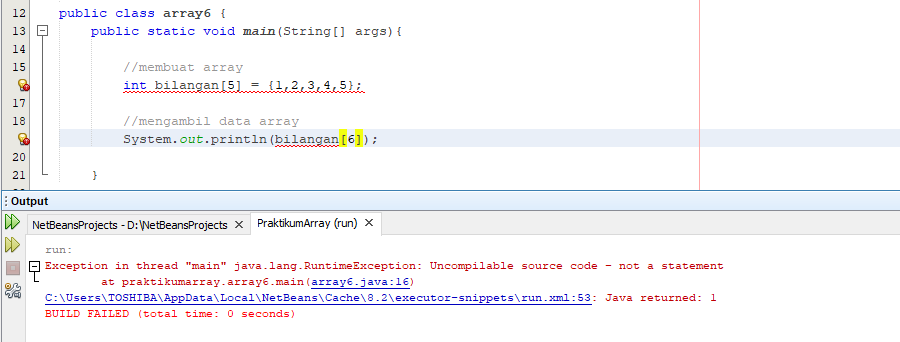 12 public class array6 {
13 public static void main(String[] args){
14
15 //membuat array
int bilangan[5] = {1,2,3,4,5};
17
18 //mengambil data array
System.out.println(bilangan[6]);
20
21 }
Output
NetBeansProjects - D:\NetBeansProjects × PraktikumArray (run) ×
run:
Exception in thread "main" java.lang.RuntimeException: Uncompilable source code - not a statement
at praktikumarray.array6.main(array6.java:16)
C:\Users\TOSHIBA\AppData\Local\NetBeans\Cache\8.2\executor-snippets\run.xml:53: Java returned: 1
BUILD FAILED (total time: 0 seconds)